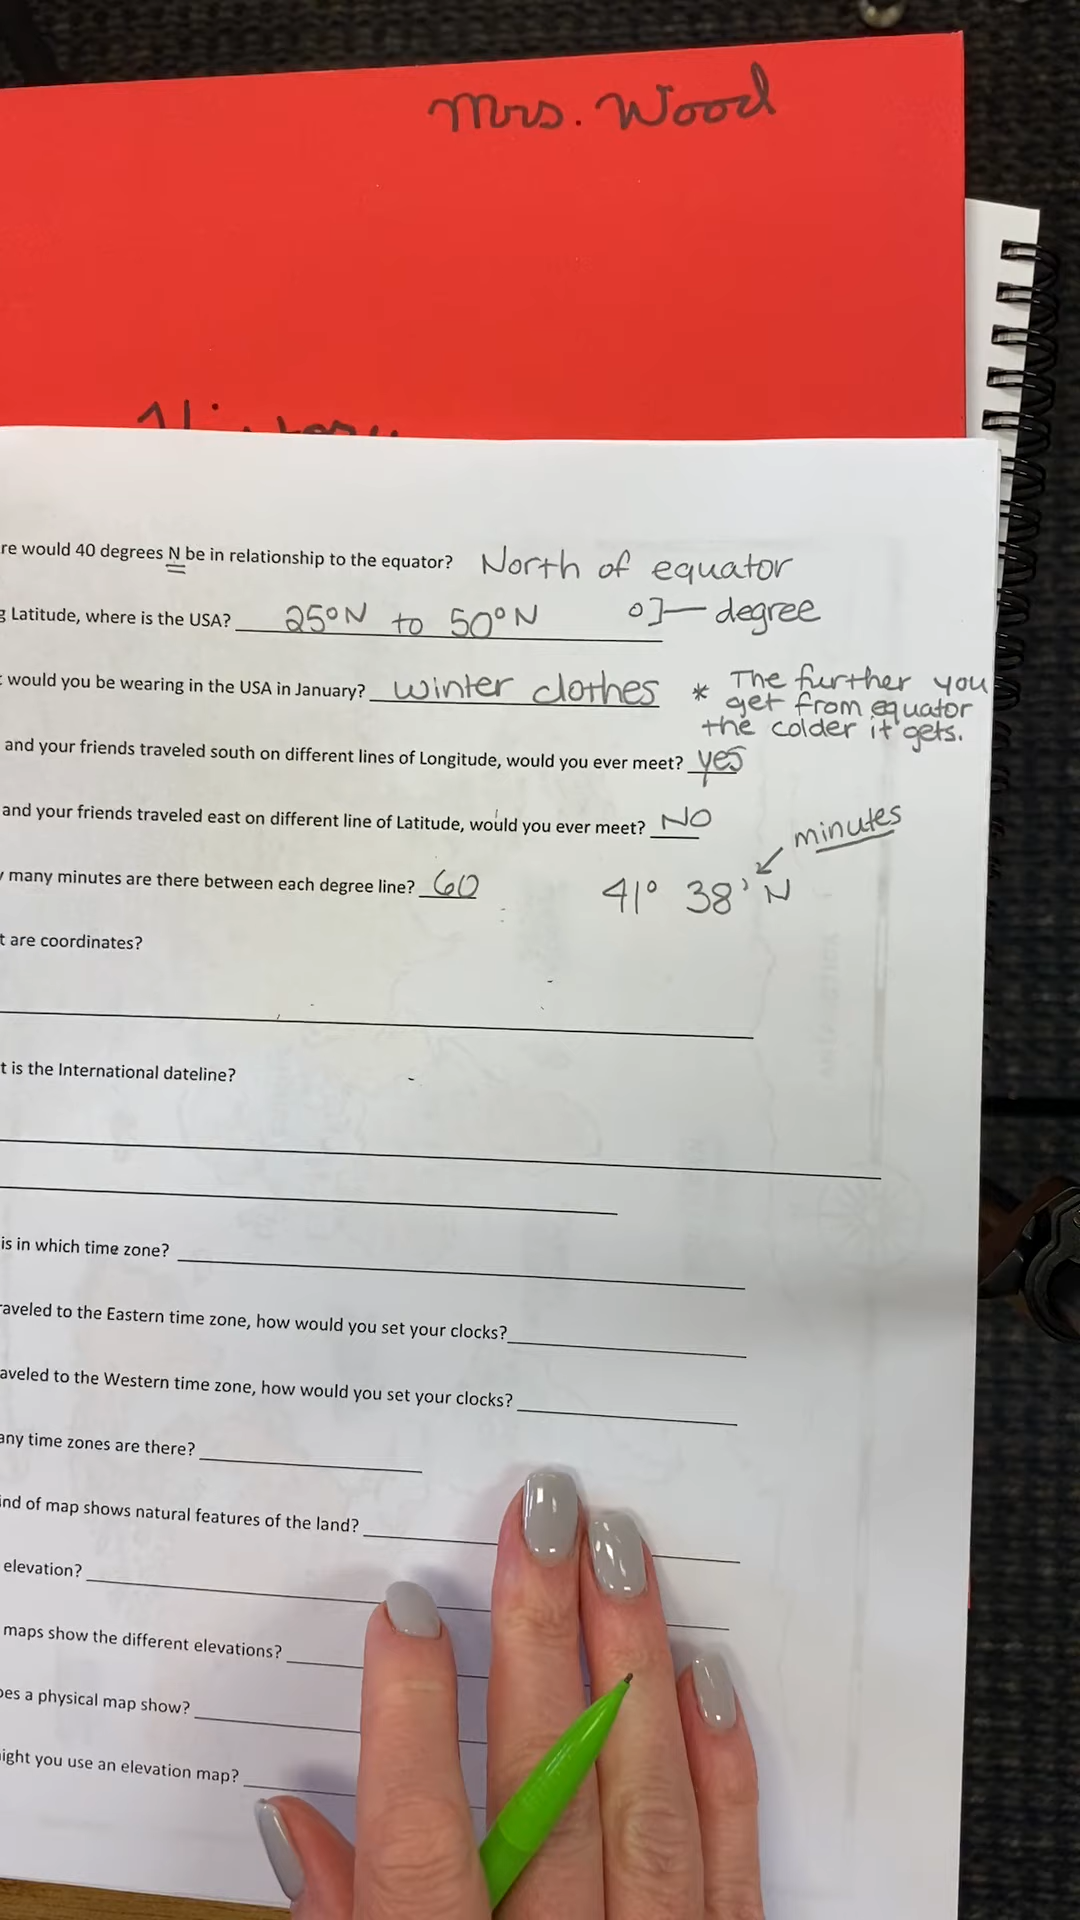 Mrs. Wood
History
re would 40 degrees N be in relationship to the equator? North of equator
g Latitude, where is the USA? 25°N to 50°N o]— degree
would you be wearing in the USA in January? winter clothes * The further you
get from equator
the colder it gets.
and your friends traveled south on different lines of Longitude, would you ever meet? yes
and your friends traveled east on different line of Latitude, would you ever meet? NO
minutes
many minutes are there between each degree line? 60 41° 38' N
t are coordinates?
t is the International dateline?
is in which time zone?
raveled to the Eastern time zone, how would you set your clocks?
aveled to the Western time zone, how would you set your clocks?
any time zones are there?
ind of map shows natural features of the land?
elevation?
maps show the different elevations?
oes a physical map show?
ight you use an elevation map?